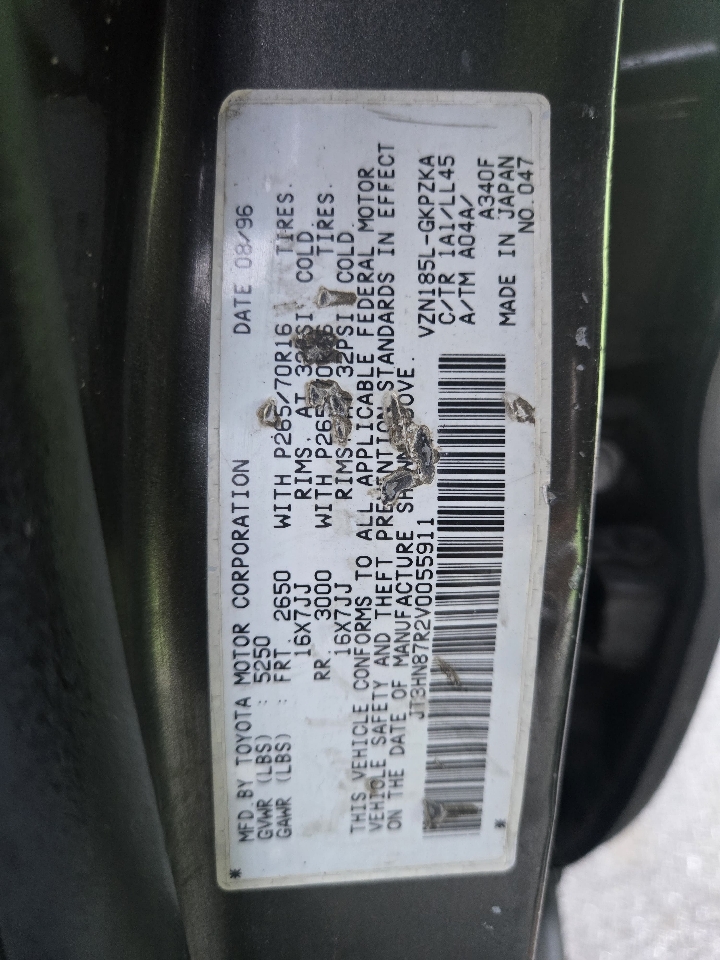 * MFD. BY TOYOTA MOTOR CORPORATION DATE 08/96
GVWR (LBS) : 5250
GAWR (LBS) : FRT. 2650 WITH P265/70R16 TIRES.
16X7JJ RIMS. AT COLD.
RR. 3000 WITH TIRES.
16X7JJ RIMS 32PSI COLD.
THIS VEHICLE CONFORMS TO ALL APPLICABLE FEDERAL MOTOR
VEHICLE SAFETY AND THEFT PREVENTION STANDARDS IN EFFECT
ON THE DATE OF MANUFACTURE SHOWN ABOVE.
JT3HN87R2V0055911
VZN185L-GKPZKA
C/TR 1A1/LL45
A/TM A04A/
A340F
MADE IN JAPAN
* NO.047